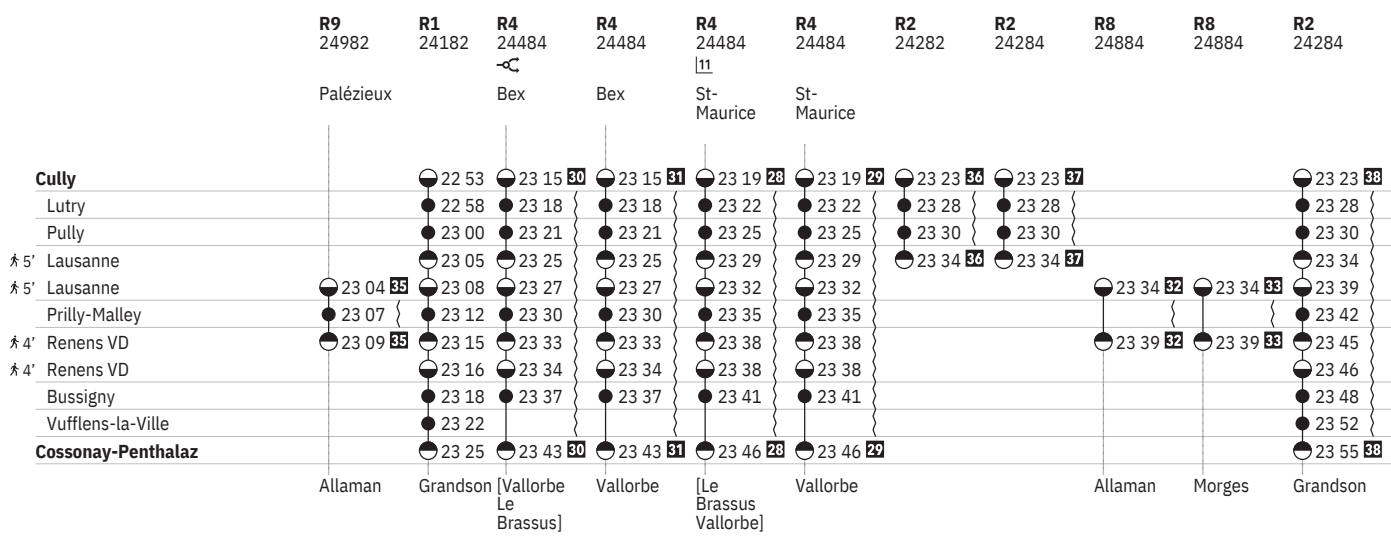 R9 R1 R4 R4 R4 R4 R2 R2 R8 R8 R2
24982 24182 24484 24484 24484 24484 24282 24284 24884 24884 24284
11
Palézieux Bex Bex St- St-
Maurice Maurice
Cully 22 53 23 15 30 23 15 31 23 19 28 23 19 29 23 23 36 23 23 37 23 23 38
Lutry 22 58 23 18 23 18 23 22 23 22 23 28 23 28 23 28
Pully 23 00 23 21 23 21 23 25 23 25 23 30 23 30 23 30
5' Lausanne 23 05 23 25 23 25 23 29 23 29 23 34 36 23 34 37 23 34
5' Lausanne 23 04 35 23 08 23 27 23 27 23 32 23 32 23 34 32 23 34 33 23 39
Prilly-Malley 23 07 23 12 23 30 23 30 23 35 23 35 23 42
4' Renens VD 23 09 35 23 15 23 33 23 33 23 38 23 38 23 39 32 23 39 33 23 45
4' Renens VD 23 16 23 34 23 34 23 38 23 38 23 46
Bussigny 23 18 23 37 23 37 23 41 23 41 23 48
Vufflens-la-Ville 23 22 23 52
Cossonay-Penthalaz 23 25 23 43 30 23 43 31 23 46 28 23 46 29 23 55 38
Allaman Grandson [Vallorbe Vallorbe [Le Vallorbe Allaman Morges Grandson
Le Brassus
Brassus] Vallorbe]